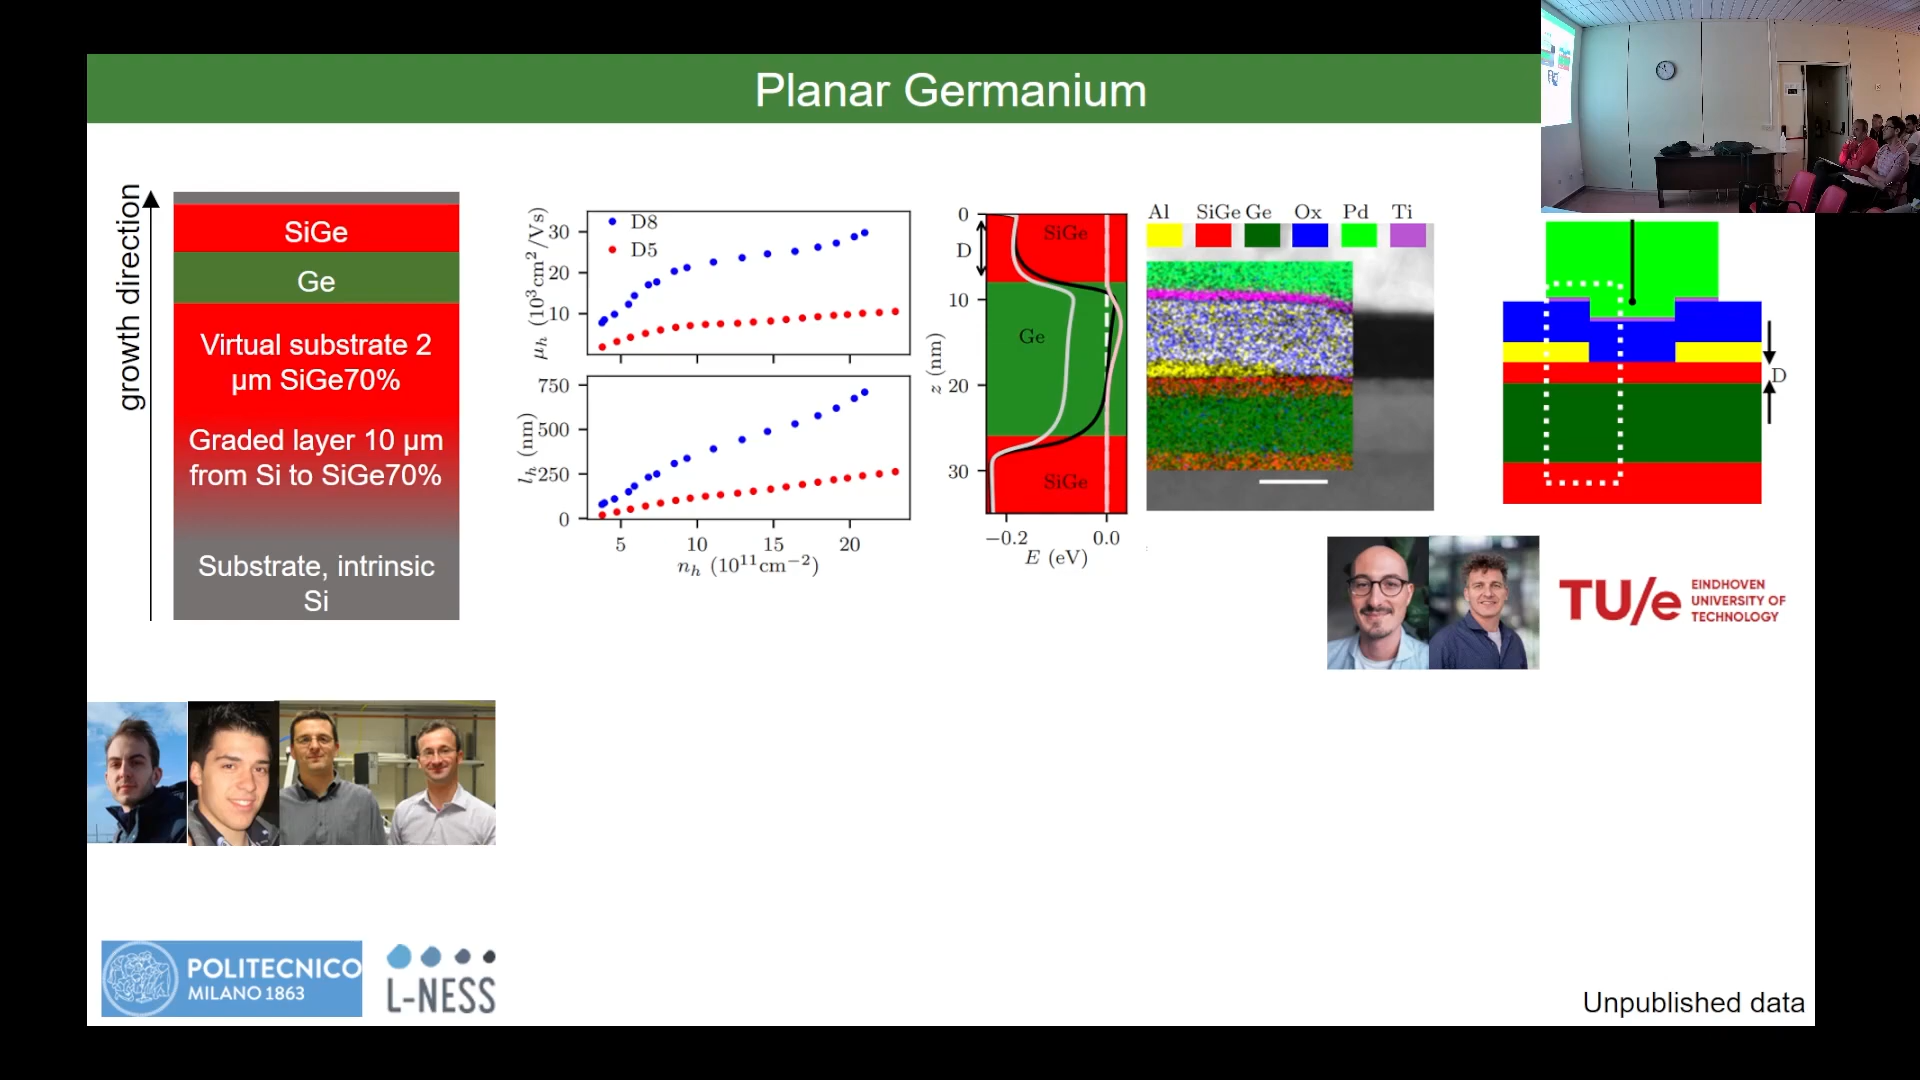 Planar Germanium
growth direction
SiGe
Ge
Virtual substrate 2
µm SiGe70%
Graded layer 10 µm
from Si to SiGe70%
Substrate, intrinsic
Si
D8
D5
μh (10³cm²/Vs)
30
20
10
lh (nm)
750
500
250
0
5
10
15
20
nh (10¹¹cm⁻²)
z (nm)
0
10
20
30
D
SiGe
Ge
SiGe
−0.2
0.0
E (eV)
Al SiGe Ge Ox Pd Ti
D
TU/e
EINDHOVEN
UNIVERSITY OF
TECHNOLOGY
POLITECNICO
MILANO 1863
L-NESS
Unpublished data